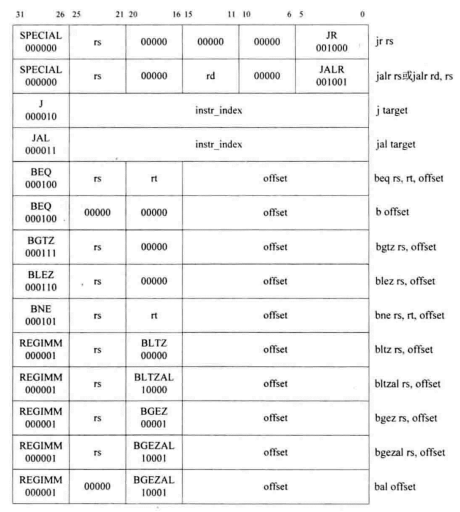 31 26 25 21 20 16 15 11 10 6 5 0
SPECIAL 000000 rs 00000 00000 00000 JR 001000 jr rs
SPECIAL 000000 rs 00000 rd 00000 JALR 001001 jalr rs或jalr rd, rs
J 000010 instr_index j target
JAL 000011 instr_index jal target
BEQ 000100 rs rt offset beq rs, rt, offset
BEQ 000100 00000 00000 offset b offset
BGTZ 000111 rs 00000 offset bgtz rs, offset
BLEZ 000110 rs 00000 offset blez rs, offset
BNE 000101 rs rt offset bne rs, rt, offset
REGIMM 000001 rs BLTZ 00000 offset bltz rs, offset
REGIMM 000001 rs BLTZAL 10000 offset bltzal rs, offset
REGIMM 000001 rs BGEZ 00001 offset bgez rs, offset
REGIMM 000001 rs BGEZAL 10001 offset bgezal rs, offset
REGIMM 000001 00000 BGEZAL 10001 offset bal offset